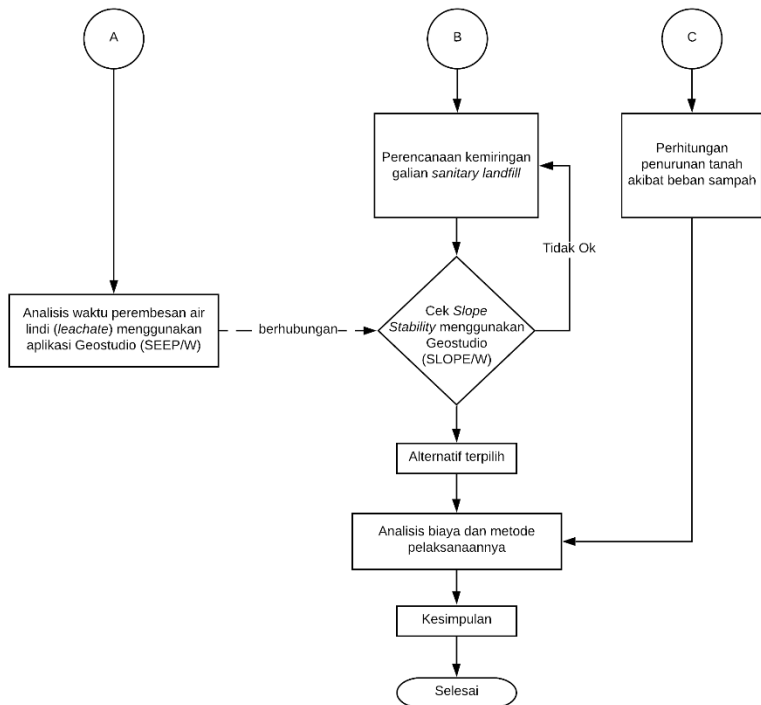 A
B
C
Perencanaan kemiringan
galian sanitary landfill
Perhitungan
penurunan tanah
akibat beban sampah
Tidak Ok
Analisis waktu perembesan air
lindi (leachate) menggunakan
aplikasi Geostudio (SEEP/W)
berhubungan
Cek Slope
Stability menggunakan
Geostudio
(SLOPE/W)
Alternatif terpilih
Analisis biaya dan metode
pelaksanaannya
Kesimpulan
Selesai